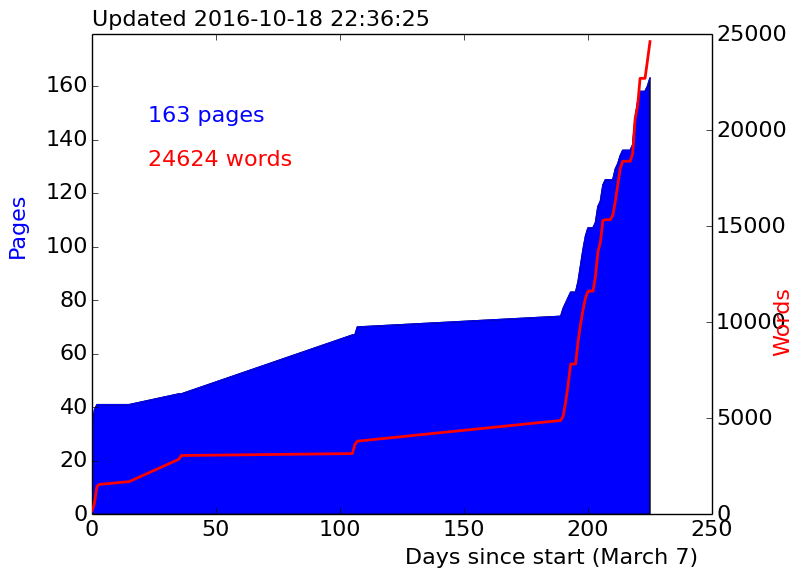 Updated 2016-10-18 22:36:25
163 pages
24624 words
Pages
0
20
40
60
80
100
120
140
160
Words
0
5000
10000
15000
20000
25000
0 50 100 150 200 250
Days since start (March 7)